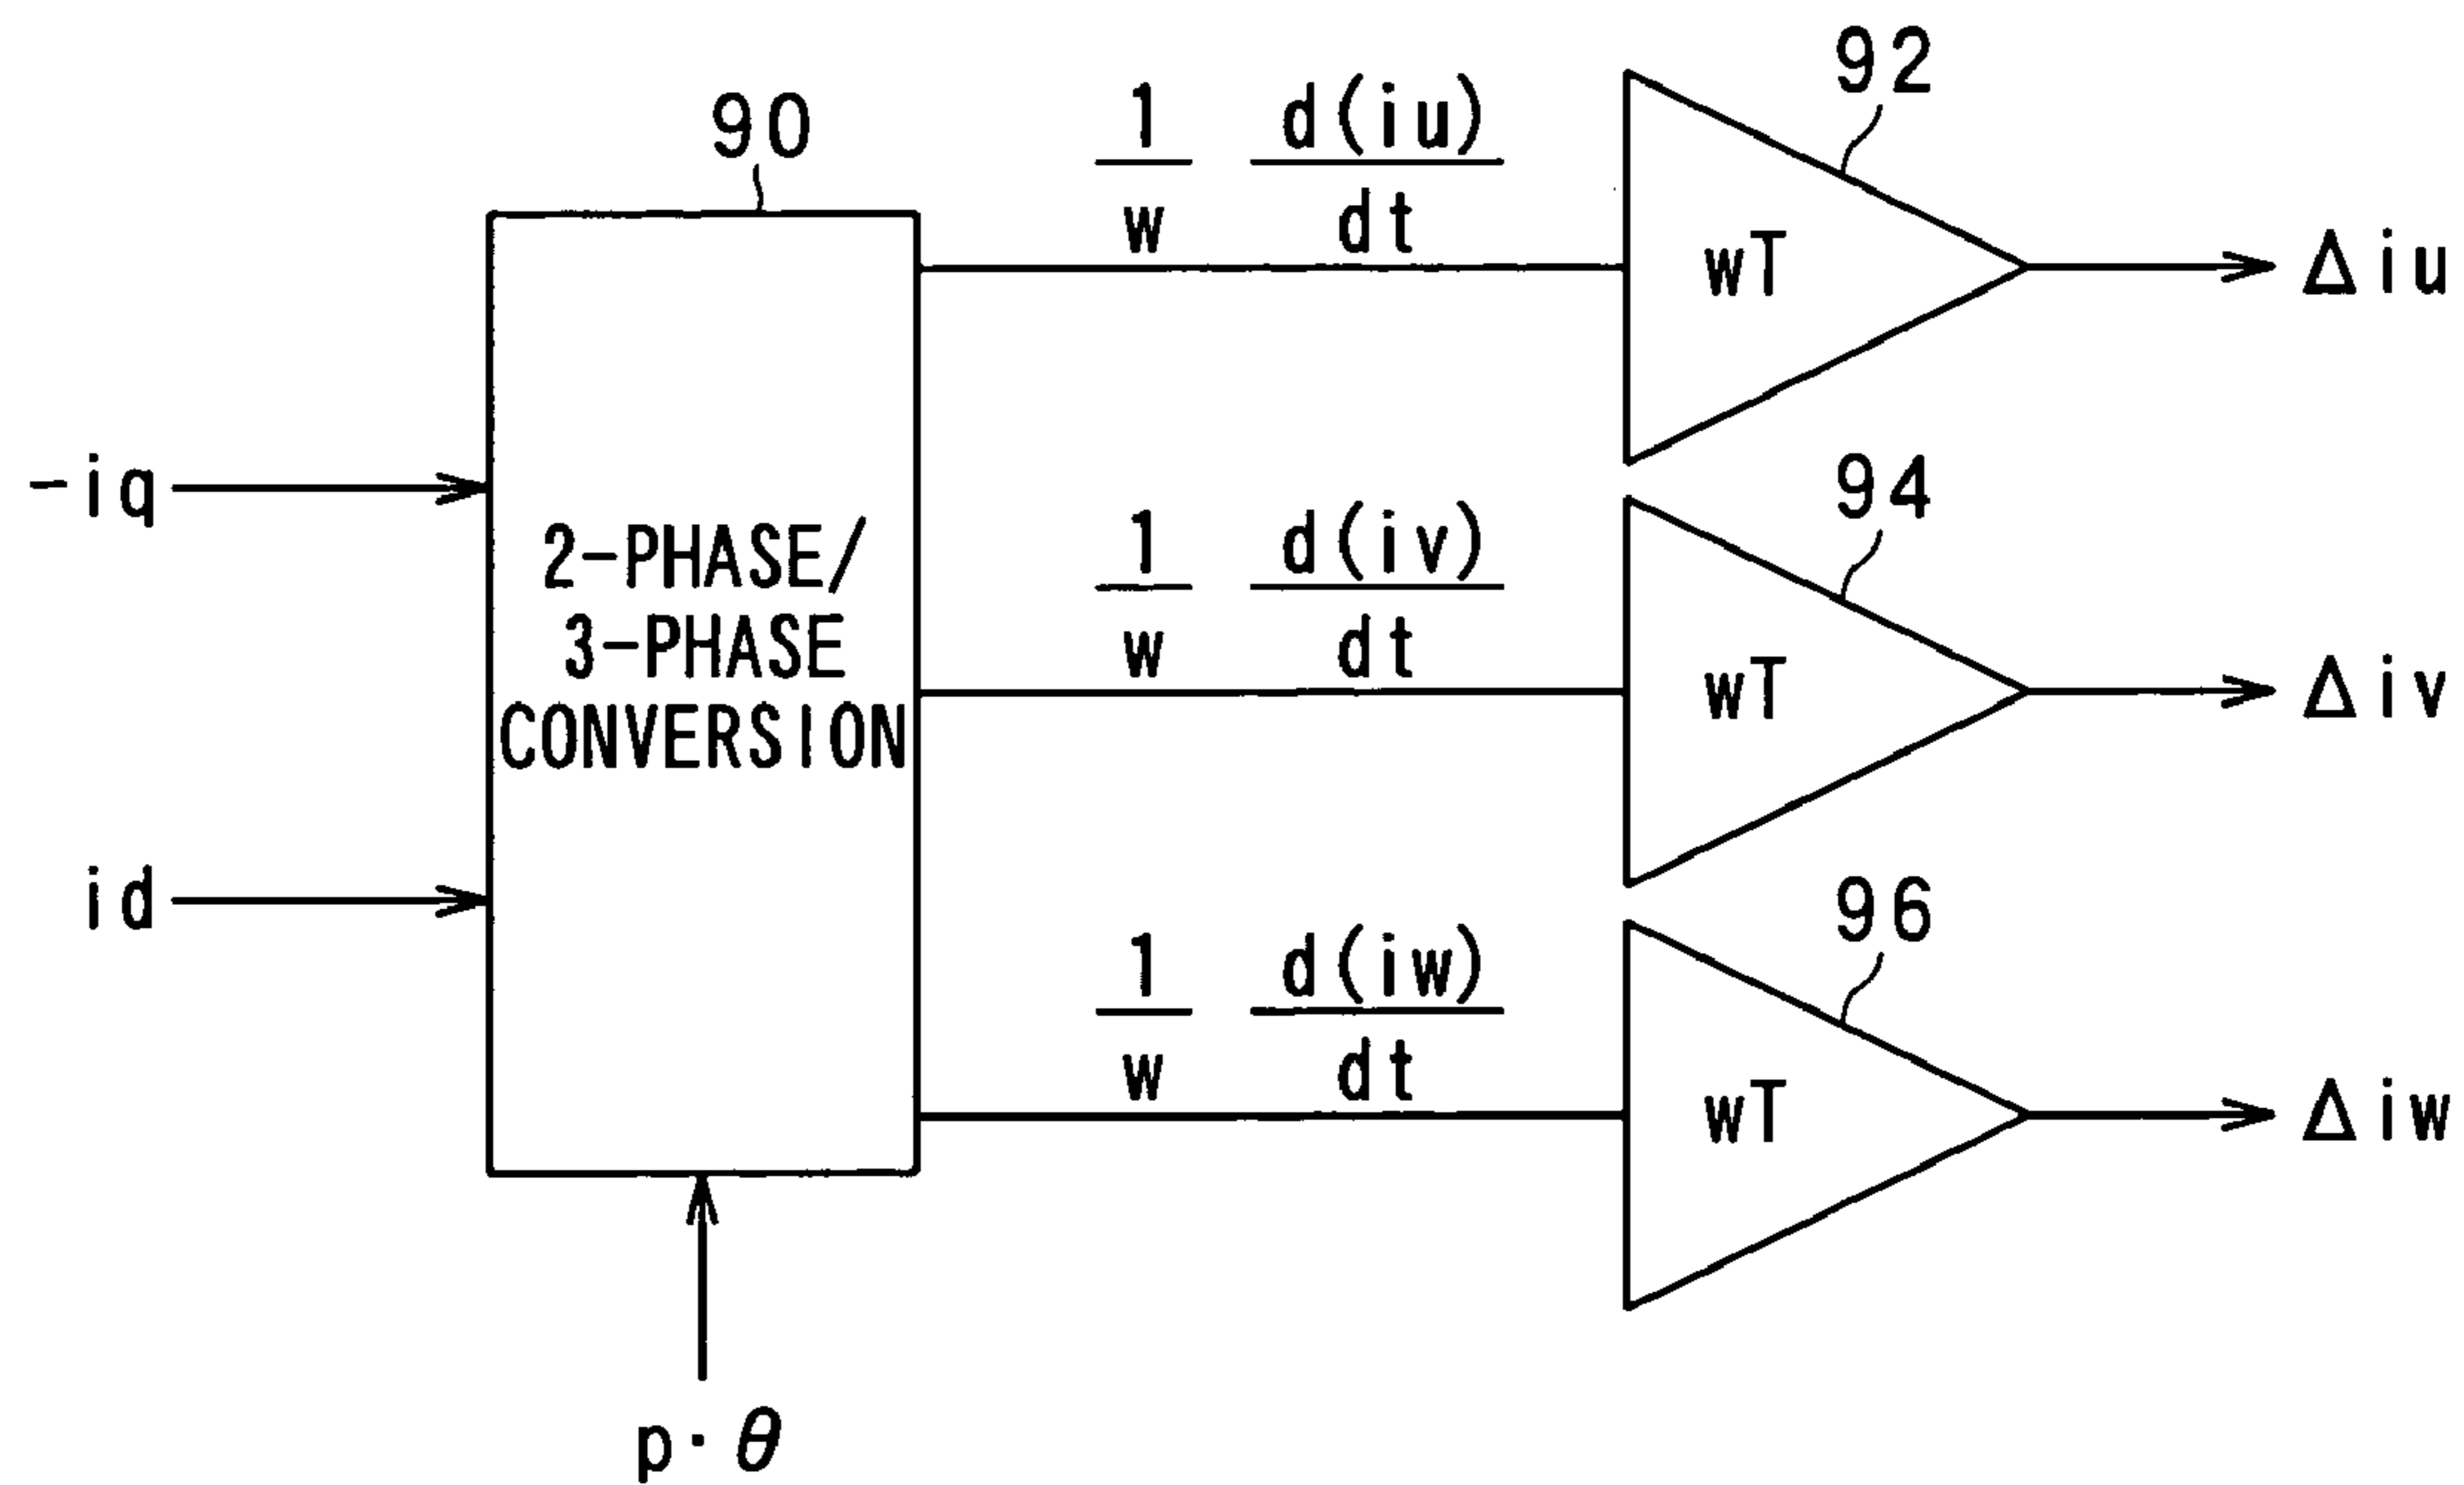 90
-iq
id
2-PHASE/
3-PHASE
CONVERSION
p·θ
1 d(iu)
w dt
92
wT
Δiu
1 d(iv)
w dt
94
wT
Δiv
1 d(iw)
w dt
96
wT
Δiw